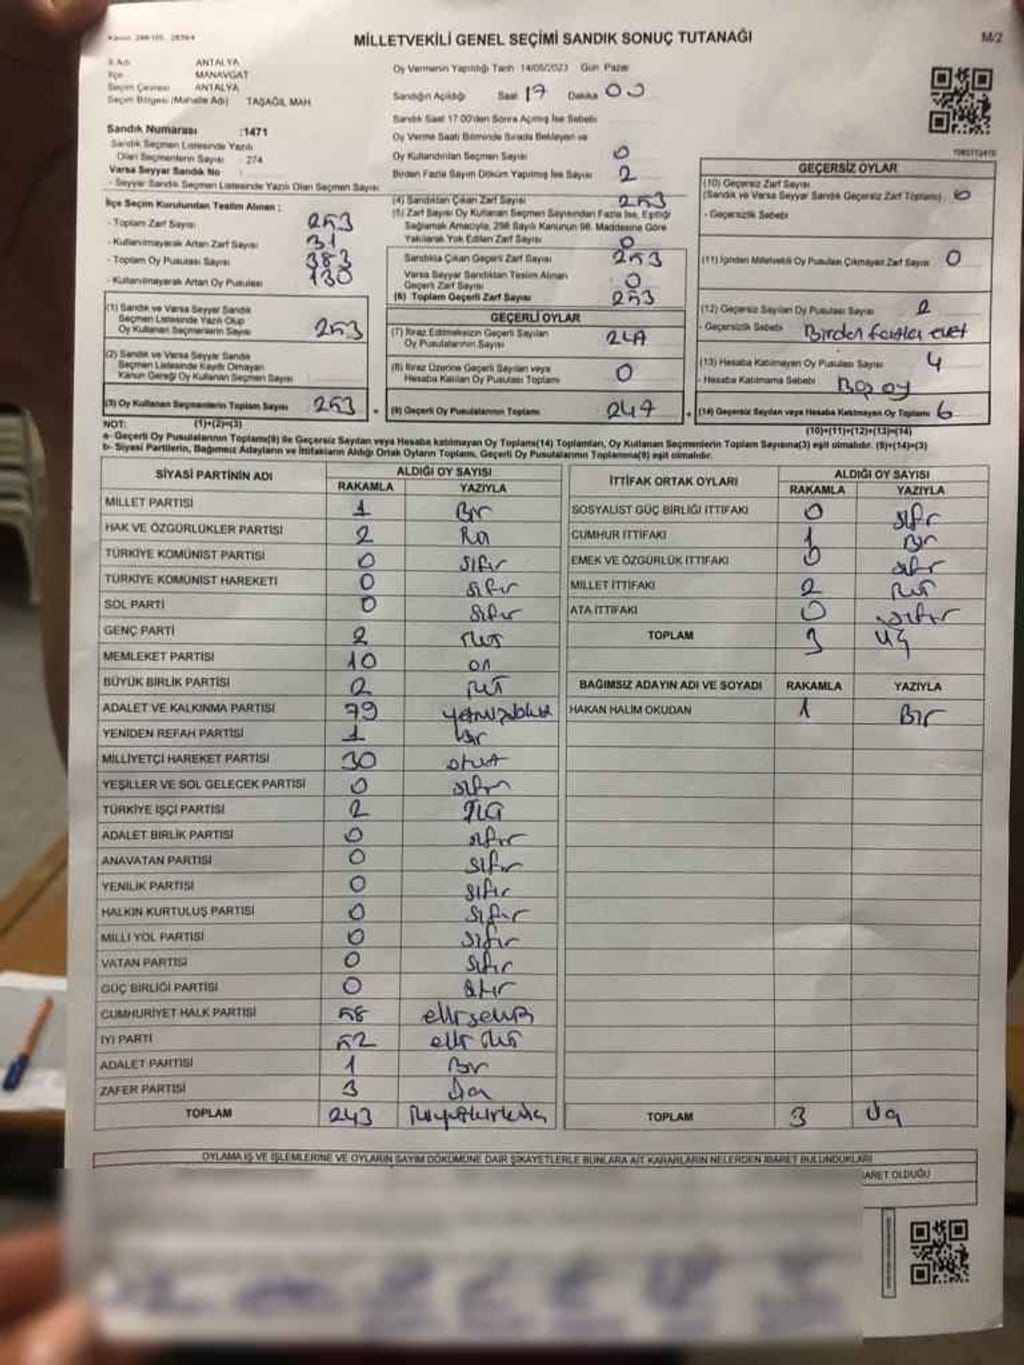 MİLLETVEKİLİ GENEL SEÇİMİ SANDIK SONUÇ TUTANAĞI
M/2
İl Adı ANTALYA
İlçe MANAVGAT
Seçim Çevresi ANTALYA
Seçim Bölgesi (Mahalle Adı) TAŞAĞIL MAH
Sandık Numarası :1471
Sandık Seçmen Listesinde Yazılı
Olan Seçmenlerin Sayısı : 274
Varsa Seyyar Sandık No
- Seyyar Sandık Seçmen Listesinde Yazılı Olan Seçmen Sayısı
İlçe Seçim Kurulundan Teslim Alınan :
- Toplam Zarf Sayısı
- Kullanılmayarak Artan Zarf Sayısı 31
- Toplam Oy Pusulası Sayısı 383
- Kullanılmayarak Artan Oy Pusulası 130
(1) Sandık ve Varsa Seyyar Sandık
Seçmen Listesinde Yazılı Olup
Oy Kullanan Seçmenlerin Sayısı 253
(2) Sandık ve Varsa Seyyar Sandık
Seçmen Listesinde Kayıtlı Olmayan
Kanun Gereği Oy Kullanan Seçmen Sayısı
(3) Oy Kullanan Seçmenlerin Toplam Sayısı 253
Oy Vermenin Yapıldığı Tarih 14/05/2023 Gün Pazar
Sandığın Açıldığı Saat 17 Dakika 00
Sandık Saat 17:00'den Sonra Açılmış İse Sebebi
Oy Verme Saati Bitiminde Sırada Bekleyen ve
Oy Kullandırılan Seçmen Sayısı 0
Birden Fazla Sayım Döküm Yapılmış İse Sayısı 2
(4) Sandıktan Çıkan Zarf Sayısı 253
(5) Zarf Sayısı Oy Kullanan Seçmen Sayısından Fazla İse, Eşitliği
Sağlamak Amacıyla, 298 Sayılı Kanunun 98. Maddesine Göre
Yakılarak Yok Edilen Zarf Sayısı 0
Sandıkta Çıkan Geçerli Zarf Sayısı 253
Varsa Seyyar Sandıktan Teslim Alınan
Geçerli Zarf Sayısı 0
(6) Toplam Geçerli Zarf Sayısı 253
GEÇERLİ OYLAR
(7) İtiraz Edilmeksizin Geçerli Sayılan
Oy Pusulalarının Sayısı
(8) İtiraz Üzerine Geçerli Sayılan veya
Hesaba Katılan Oy Pusulası Toplamı 0
(9) Geçerli Oy Pusulalarının Toplamı 247
GEÇERSİZ OYLAR
(10) Geçersiz Zarf Sayısı
(Sandık ve Varsa Seyyar Sandık Geçersiz Zarf Toplamı) 0
- Geçersizlik Sebebi
(11) İçinden Milletvekili Oy Pusulası Çıkmayan Zarf Sayısı 0
(12) Geçersiz Sayılan Oy Pusulası Sayısı 2
- Geçersizlik Sebebi Birden fazla evet
(13) Hesaba Katılmayan Oy Pusulası Sayısı 4
- Hesaba Katılmama Sebebi Boş oy
(14) Geçersiz Sayılan veya Hesaba Katılmayan Oy Toplamı 6
NOT: (1)+(2)=(3) (10)+(11)+(12)+(13)=(14)
a- Geçerli Oy Pusulalarının Toplamı(9) ile Geçersiz Sayılan veya Hesaba katılmayan Oy Toplamı(14) Toplamları, Oy Kullanan Seçmenlerin Toplam Sayısına(3) eşit olmalıdır. (9)+(14)=(3)
b- Siyasi Partilerin, Bağımsız Adayların ve İttifakların Aldığı Ortak Oyların Toplamı, Geçerli Oy Pusulalarının Toplamına(9) eşit olmalıdır.
SİYASİ PARTİNİN ADI ALDIĞI OY SAYISI
RAKAMLA YAZIYLA
MİLLET PARTİSİ 1 Bir
HAK VE ÖZGÜRLÜKLER PARTİSİ 2
TÜRKİYE KOMÜNİST PARTİSİ 0 sıfır
TÜRKİYE KOMÜNİST HAREKETİ 0 sıfır
SOL PARTİ 0 sıfır
GENÇ PARTİ 2
MEMLEKET PARTİSİ 10 on
BÜYÜK BİRLİK PARTİSİ 2
ADALET VE KALKINMA PARTİSİ 79
YENİDEN REFAH PARTİSİ 1 bir
MİLLİYETÇİ HAREKET PARTİSİ 30 otuz
YEŞİLLER VE SOL GELECEK PARTİSİ 0 sıfır
TÜRKİYE İŞÇİ PARTİSİ 2
ADALET BİRLİK PARTİSİ 0 sıfır
ANAVATAN PARTİSİ 0 sıfır
YENİLİK PARTİSİ 0 sıfır
HALKIN KURTULUŞ PARTİSİ 0 sıfır
MİLLİ YOL PARTİSİ 0 sıfır
VATAN PARTİSİ 0 sıfır
GÜÇ BİRLİĞİ PARTİSİ 0 sıfır
CUMHURİYET HALK PARTİSİ 58 ellisekiz
İYİ PARTİ 52 elli iki
ADALET PARTİSİ 1 Bir
ZAFER PARTİSİ 3 üç
TOPLAM 243
İTTİFAK ORTAK OYLARI ALDIĞI OY SAYISI
RAKAMLA YAZIYLA
SOSYALİST GÜÇ BİRLİĞİ İTTİFAKI 0 sıfır
CUMHUR İTTİFAKI 1 Bir
EMEK VE ÖZGÜRLÜK İTTİFAKI 0 sıfır
MİLLET İTTİFAKI 2
ATA İTTİFAKI 0 sıfır
TOPLAM 3 üç
BAĞIMSIZ ADAYIN ADI VE SOYADI RAKAMLA YAZIYLA
HAKAN HALİM OKUDAN 1 Bir
TOPLAM 3 üç
OYLAMA İŞ VE İŞLEMLERİNE VE OYLARIN SAYIM DÖKÜMÜNE DAİR ŞİKAYETLERLE BUNLARA AİT KARARLARIN NELERDEN İBARET BULUNDUKLARI
BARET OLDUĞU